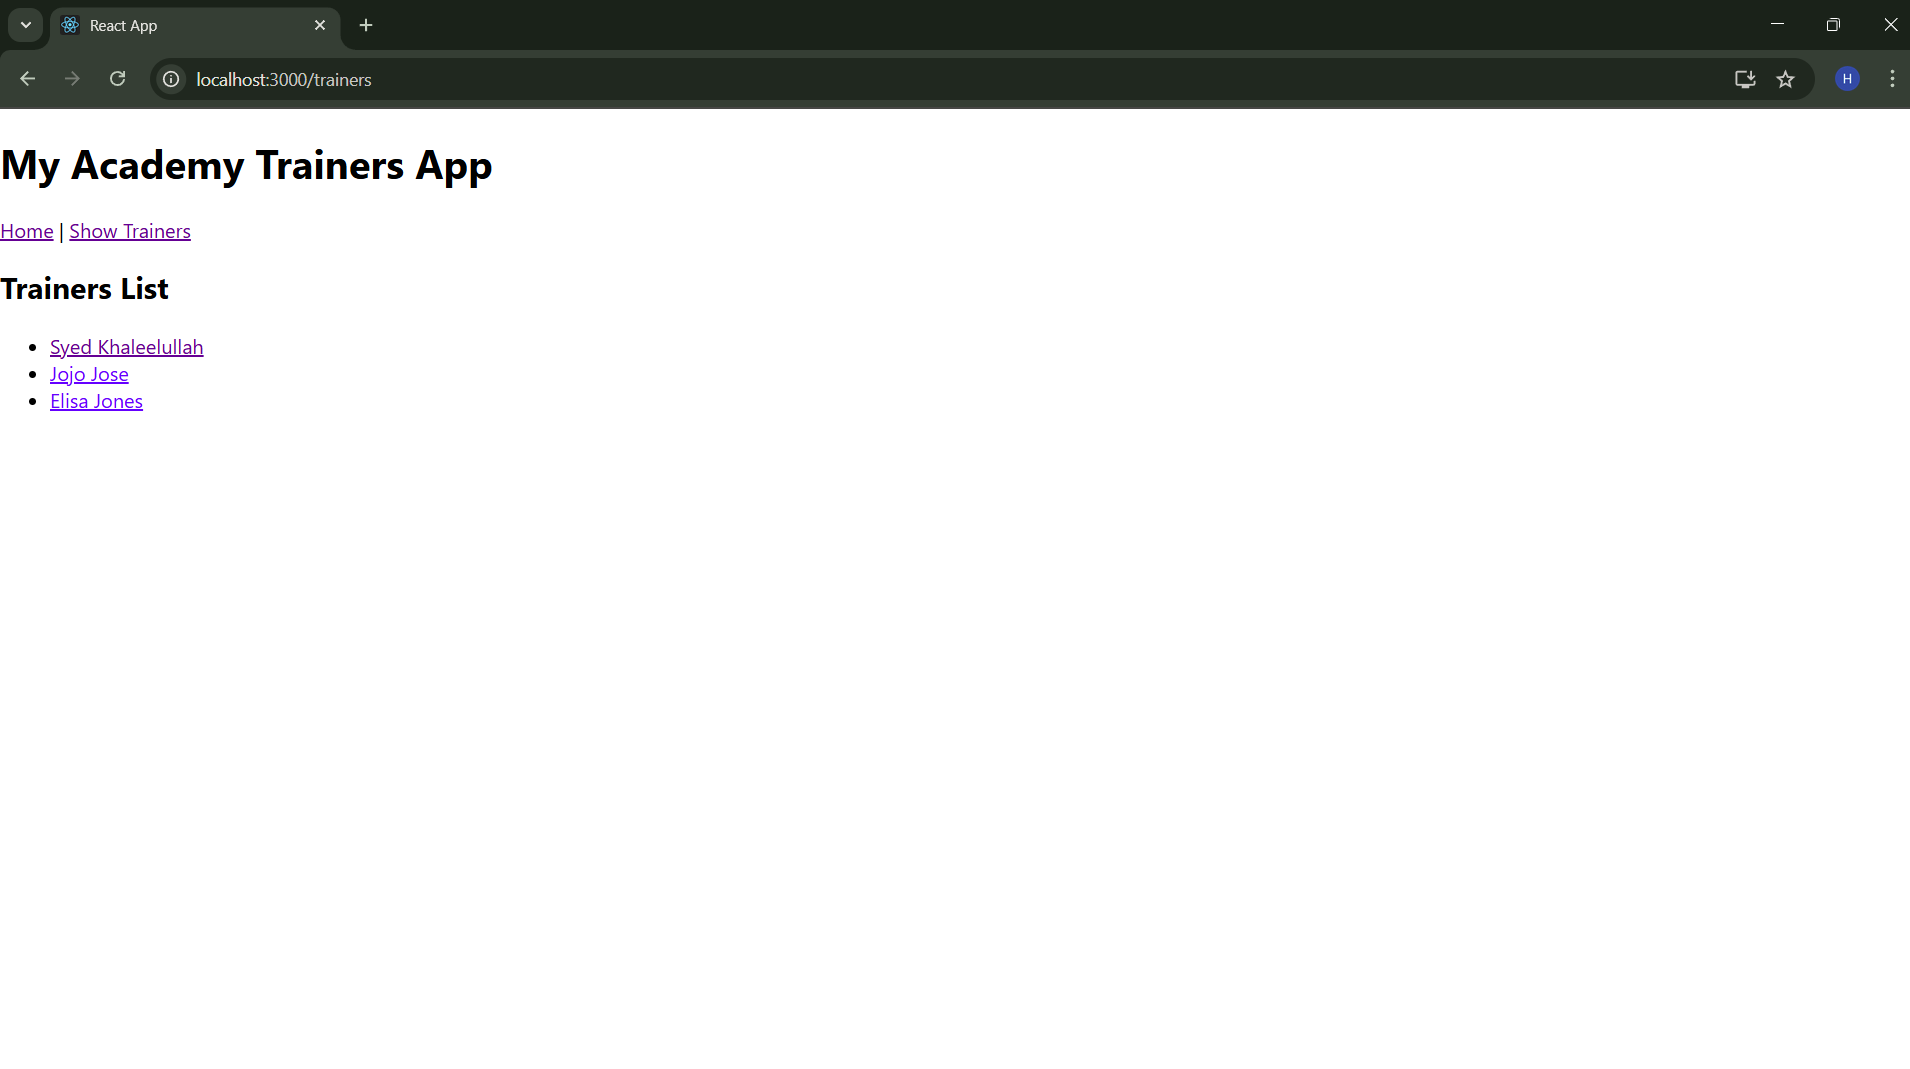 React App
localhost:3000/trainers
H
My Academy Trainers App
Home | Show Trainers
Trainers List
Syed Khaleelullah
Jojo Jose
Elisa Jones